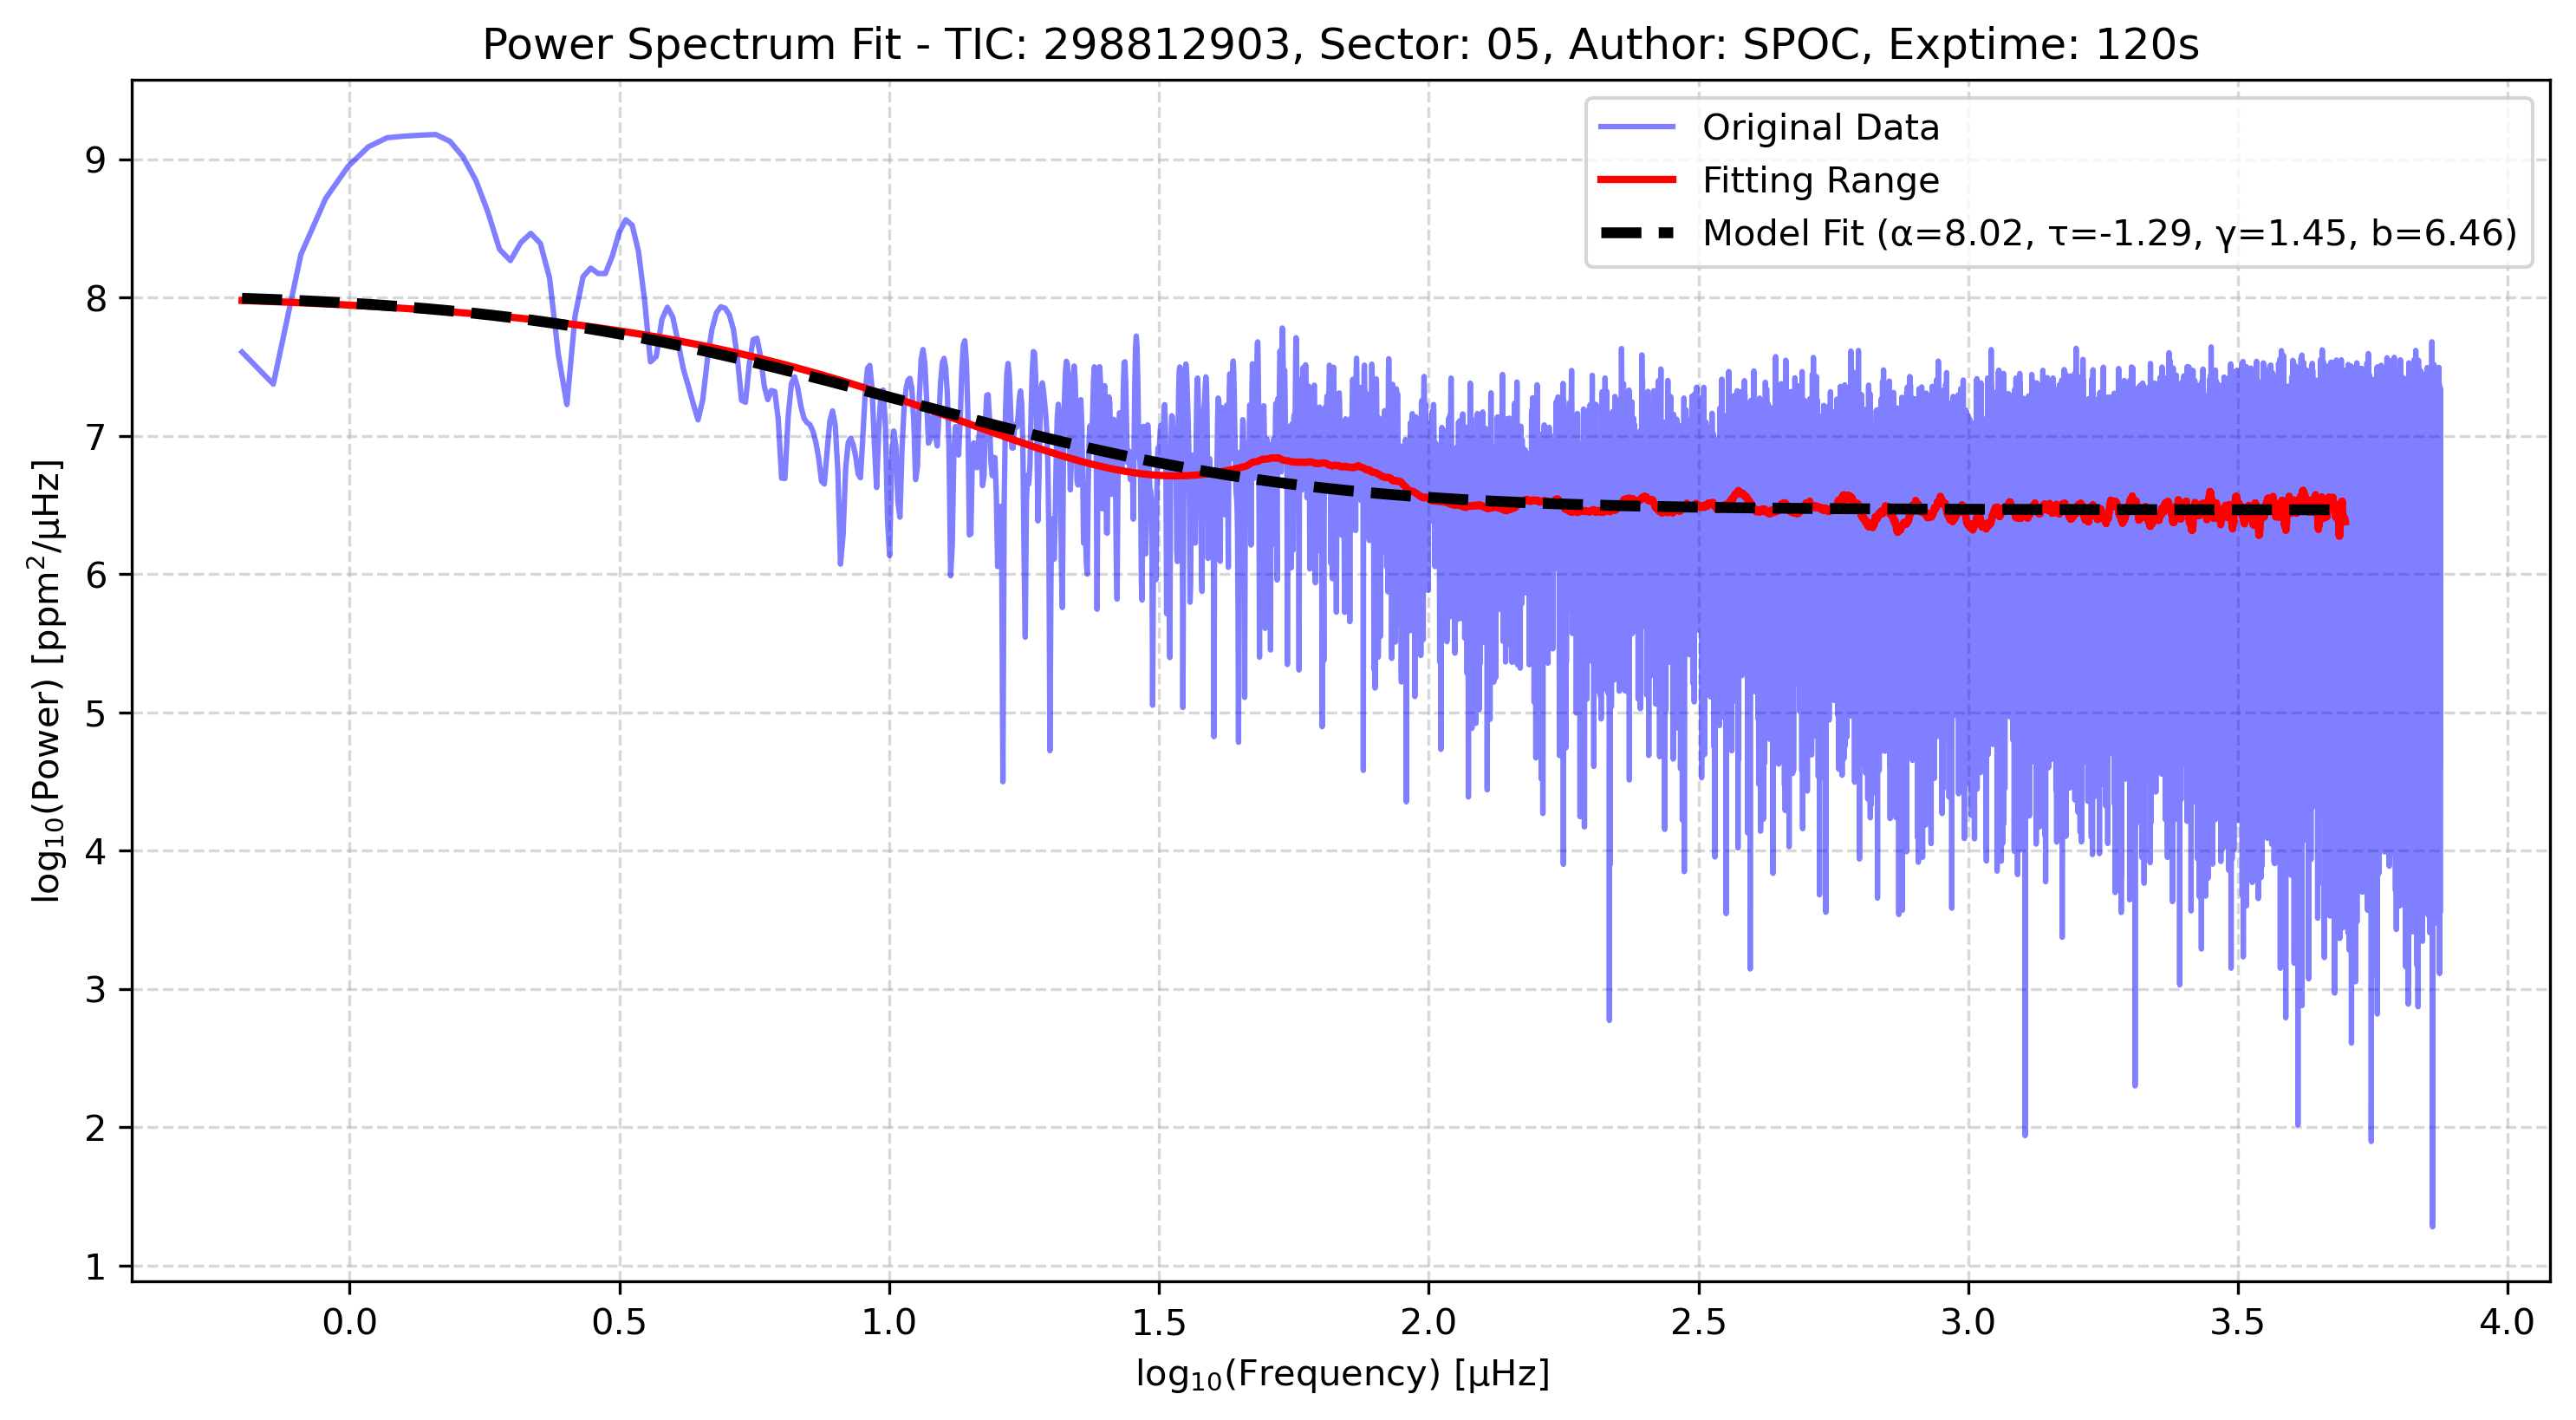 Power Spectrum Fit - TIC: 298812903, Sector: 05, Author: SPOC, Exptime: 120s
Original Data
Fitting Range
Model Fit (α=8.02, τ=-1.29, γ=1.45, b=6.46)
log₁₀(Power) [ppm²/μHz]
9
8
7
6
5
4
3
2
1
0.0 0.5 1.0 1.5 2.0 2.5 3.0 3.5 4.0
log₁₀(Frequency) [μHz]